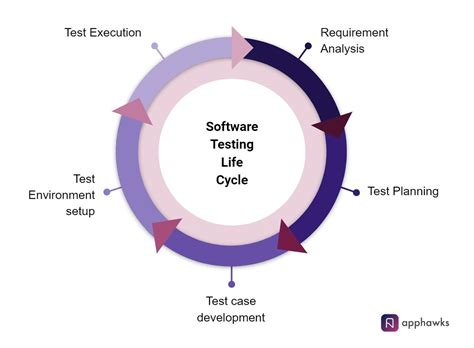 Test Execution
Requirement
Analysis
Software
Testing
Life
Cycle
Test
Environment
setup
Test Planning
Test case
development
apphawks